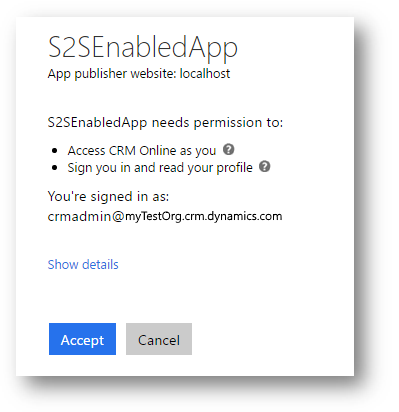 S2SEnabledApp
App publisher website: localhost
S2SEnabledApp needs permission to:
Access CRM Online as you ?
Sign you in and read your profile ?
You're signed in as:
crmadmin@myTestOrg.crm.dynamics.com
Show details
Accept Cancel